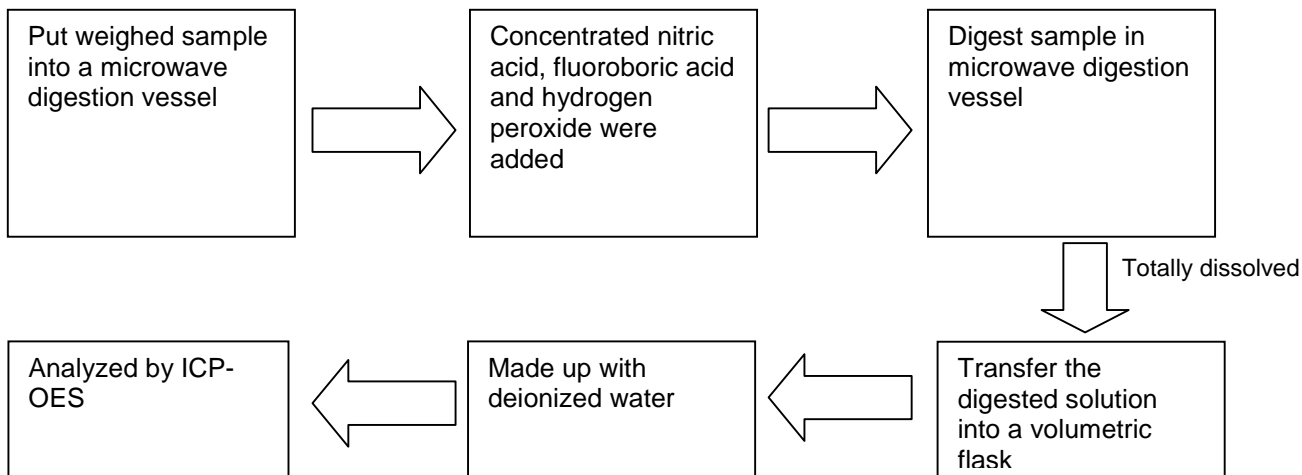 Put weighed sample
into a microwave
digestion vessel
Concentrated nitric
acid, fluoroboric acid
and hydrogen
peroxide were
added
Digest sample in
microwave digestion
vessel
Totally dissolved
Transfer the
digested solution
into a volumetric
flask
Made up with
deionized water
Analyzed by ICP-
OES